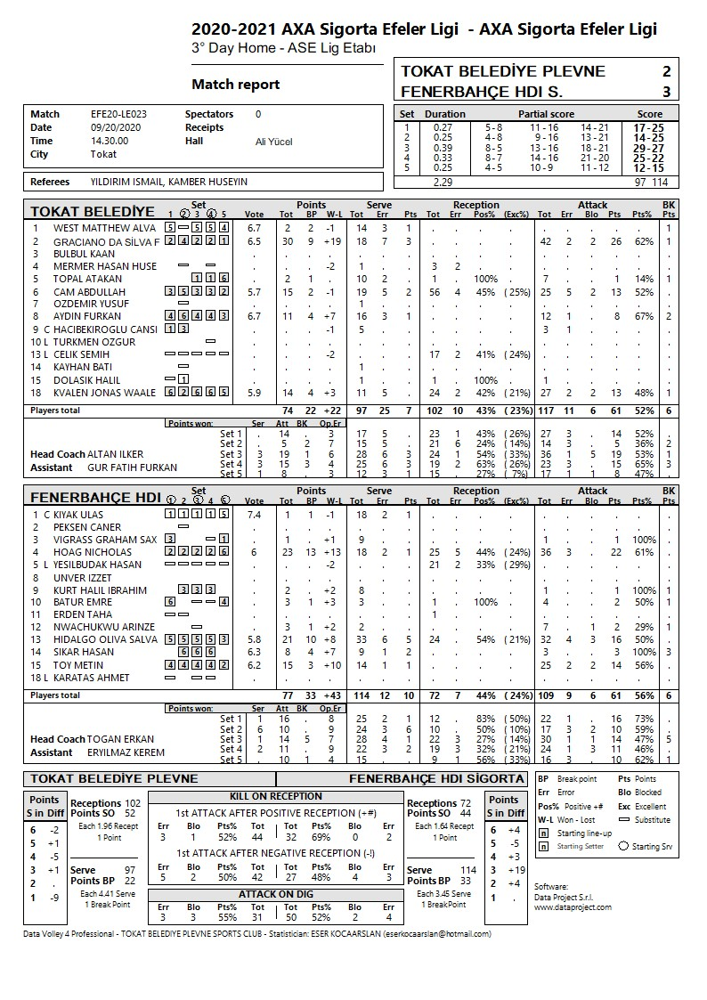 2020-2021 AXA Sigorta Efeler Ligi - AXA Sigorta Efeler Ligi
3° Day Home - ASE Lig Etabı
Match report
TOKAT BELEDİYE PLEVNE 2
FENERBAHÇE HDI S. 3
Match EFE20-LE023 Spectators 0
Date 09/20/2020 Receipts
Time 14.30.00 Hall Ali Yücel
City Tokat
Referees YILDIRIM ISMAIL, KAMBER HUSEYIN
Set Duration Partial score Score
1 0.27 5-8 11-16 14-21 17-25
2 0.25 4-8 9-16 13-21 14-25
3 0.39 8-5 13-16 18-21 29-27
4 0.33 8-7 14-16 21-20 25-22
5 0.25 4-5 10-9 11-12 12-15
2.29 97 114
TOKAT BELEDİYE Set Points Serve Reception Attack BK
1 2 3 4 5 Vote Tot BP W-L Tot Err Pts Tot Err Pos% (Exc%) Tot Err Blo Pts Pts% Pts
1 WEST MATTHEW ALVA 5 5 5 4 6.7 2 2 -1 14 3 1 . . . . . . . . . 1
2 GRACIANO DA SILVA F 2 4 2 2 1 6.5 30 9 +19 18 7 3 . . . . 42 2 2 26 62% 1
3 BULBUL KAAN . . . . . . . . . . . . . . . . .
4 MERMER HASAN HUSE . . . -2 1 . . 3 2 . . . . . . . .
5 TOPAL ATAKAN 1 1 6 . 2 1 . 10 2 . 1 . 100% . 7 . . 1 14% 1
6 CAM ABDULLAH 3 5 3 3 2 5.7 15 2 -1 19 5 2 56 4 45% ( 25%) 25 5 2 13 52% .
7 OZDEMIR YUSUF . . . . 1 . . . . . . . . . . . .
8 AYDIN FURKAN 4 6 4 4 3 6.7 11 4 +7 16 3 1 . . . . 12 1 . 8 67% 2
9 C HACIBEKIROGLU CANSI 1 3 . . . -1 5 . . . . . . 3 1 . . . .
10 L TURKMEN OZGUR . . . . . . . . . . . . . . . . .
13 L CELIK SEMIH . . . -2 . . . 17 2 41% ( 24%) . . . . . .
14 KAYHAN BATI . . . . 1 . . . . . . . . . . . .
15 DOLASIK HALIL 1 . . . . 1 . . 1 . 100% . 1 . . . . .
18 KVALEN JONAS WAALE 6 2 6 6 5 5.9 14 4 +3 11 5 . 24 2 42% ( 21%) 27 2 2 13 48% 1
Players total 74 22 +22 97 25 7 102 10 43% ( 23%) 117 11 6 61 52% 6
Points won: Ser Att BK Op.Er
Set 1 . 14 . 3 17 5 . 23 1 43% ( 26%) 27 3 . 14 52% .
Set 2 . 5 2 7 15 5 . 21 6 24% ( 14%) 14 3 . 5 36% 2
Head Coach ALTAN ILKER Set 3 3 19 1 6 28 6 3 24 1 54% ( 33%) 36 1 5 19 53% 1
Assistant GUR FATIH FURKAN Set 4 3 15 3 4 25 6 3 19 2 63% ( 26%) 23 3 . 15 65% 3
Set 5 1 8 . 3 12 3 1 15 . 27% ( 7%) 17 1 1 8 47% .
FENERBAHÇE HDI Set Points Serve Reception Attack BK
1 2 3 4 5 Vote Tot BP W-L Tot Err Pts Tot Err Pos% (Exc%) Tot Err Blo Pts Pts% Pts
1 C KIYAK ULAS 1 1 1 1 5 7.4 1 1 -1 18 2 1 . . . . . . . . . .
2 PEKSEN CANER . . . . . . . . . . . . . . . . .
3 VIGRASS GRAHAM SAX 3 1 . 1 . +1 9 . . . . . . 1 . . 1 100% .
4 HOAG NICHOLAS 2 2 2 2 6 6 23 13 +13 18 2 1 25 5 44% ( 24%) 36 3 . 22 61% .
5 L YESILBUDAK HASAN . . . -2 . . . 21 2 33% ( 29%) . . . . . .
8 UNVER IZZET . . . . . . . . . . . . . . . . .
9 KURT HALIL IBRAHIM 3 3 3 . 2 . +2 8 . . . . . . 1 . . 1 100% 1
10 BATUR EMRE 6 4 . 3 1 +3 . . . 1 . 100% . 4 . . 2 50% 1
11 ERDEN TAHA . . . . . . . 1 . . . . . . . . .
12 NWACHUKWU ARINZE . 3 1 +2 2 . . . . . . 7 . 1 2 29% 1
13 HIDALGO OLIVA SALVA 5 5 5 5 3 5.8 21 10 +8 33 6 5 24 . 54% ( 21%) 32 4 3 16 50% .
14 SIKAR HASAN 6 6 6 6.3 8 4 +7 9 1 2 . . . . 3 . . 3 100% 3
15 TOY METIN 4 4 4 4 2 6.2 15 3 +10 14 1 1 . . . . 25 2 2 14 56% .
18 L KARATAS AHMET . . . . . . . . . . . . . . . . .
Players total 77 33 +43 114 12 10 72 7 44% ( 24%) 109 9 6 61 56% 6
Points won: Ser Att BK Op.Er
Set 1 1 16 . 8 25 2 1 12 . 83% ( 50%) 22 1 . 16 73% .
Set 2 6 10 . 9 24 3 6 10 . 50% ( 10%) 17 3 2 10 59% .
Head Coach TOGAN ERKAN Set 3 1 14 5 7 28 4 1 22 3 27% ( 14%) 30 1 1 14 47% 5
Assistant ERYILMAZ KEREM Set 4 2 11 . 9 22 3 2 19 3 32% ( 21%) 24 1 3 11 46% .
Set 5 . 10 1 4 15 . . 9 1 56% ( 33%) 16 3 . 10 62% 1
TOKAT BELEDIYE PLEVNE FENERBAHÇE HDI SİGORTA
Points S in Diff
6 -2
5 +1
4 -5
3 +1
2 .
1 -9
Receptions 102
Points SO 52
Each 1.96 Recept
1 Point
Serve 97
Points BP 22
Each 4.41 Serve
1 BreakPoint
KILL ON RECEPTION
1st ATTACK AFTER POSITIVE RECEPTION (+#)
Err Blo Pts% Tot Tot Pts% Blo Err
3 1 52% 44 32 69% 0 2
1st ATTACK AFTER NEGATIVE RECEPTION (-!)
Err Blo Pts% Tot Tot Pts% Blo Err
5 2 50% 42 27 48% 4 3
ATTACK ON DIG
Err Blo Pts% Tot Tot Pts% Blo Err
3 3 55% 31 50 52% 2 4
Receptions 72
Points SO 44
Each 1.64 Recept
1 Point
Serve 114
Points BP 33
Each 3.45 Serve
1 BreakPoint
Points S in Diff
6 +4
5 -5
4 +3
3 +19
2 +4
1 .
BP Break point Pts Points
Err Error Blo Blocked
Pos% Positive +# Exc Excellent
W-L Won - Lost Substitute
n Starting line-up
n Starting Setter Starting Srv
Software:
Data Project S.r.l.
www.dataproject.com
Data Volley 4 Professional - TOKAT BELEDIYE PLEVNE SPORTS CLUB - Statistician: ESER KOCAARSLAN (eserkocaarslan@hotmail.com)